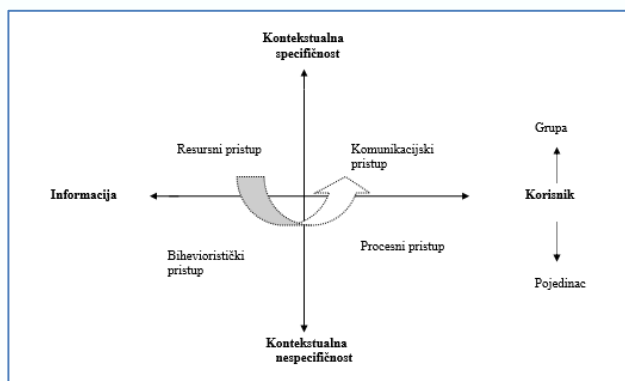 Kontekstualna
specifičnost
Grupa
Resursni pristup
Komunikacijski
pristup
Informacija
Korisnik
Bihevioristički
pristup
Procesni pristup
Pojedinac
Kontekstualna
nespecifičnost